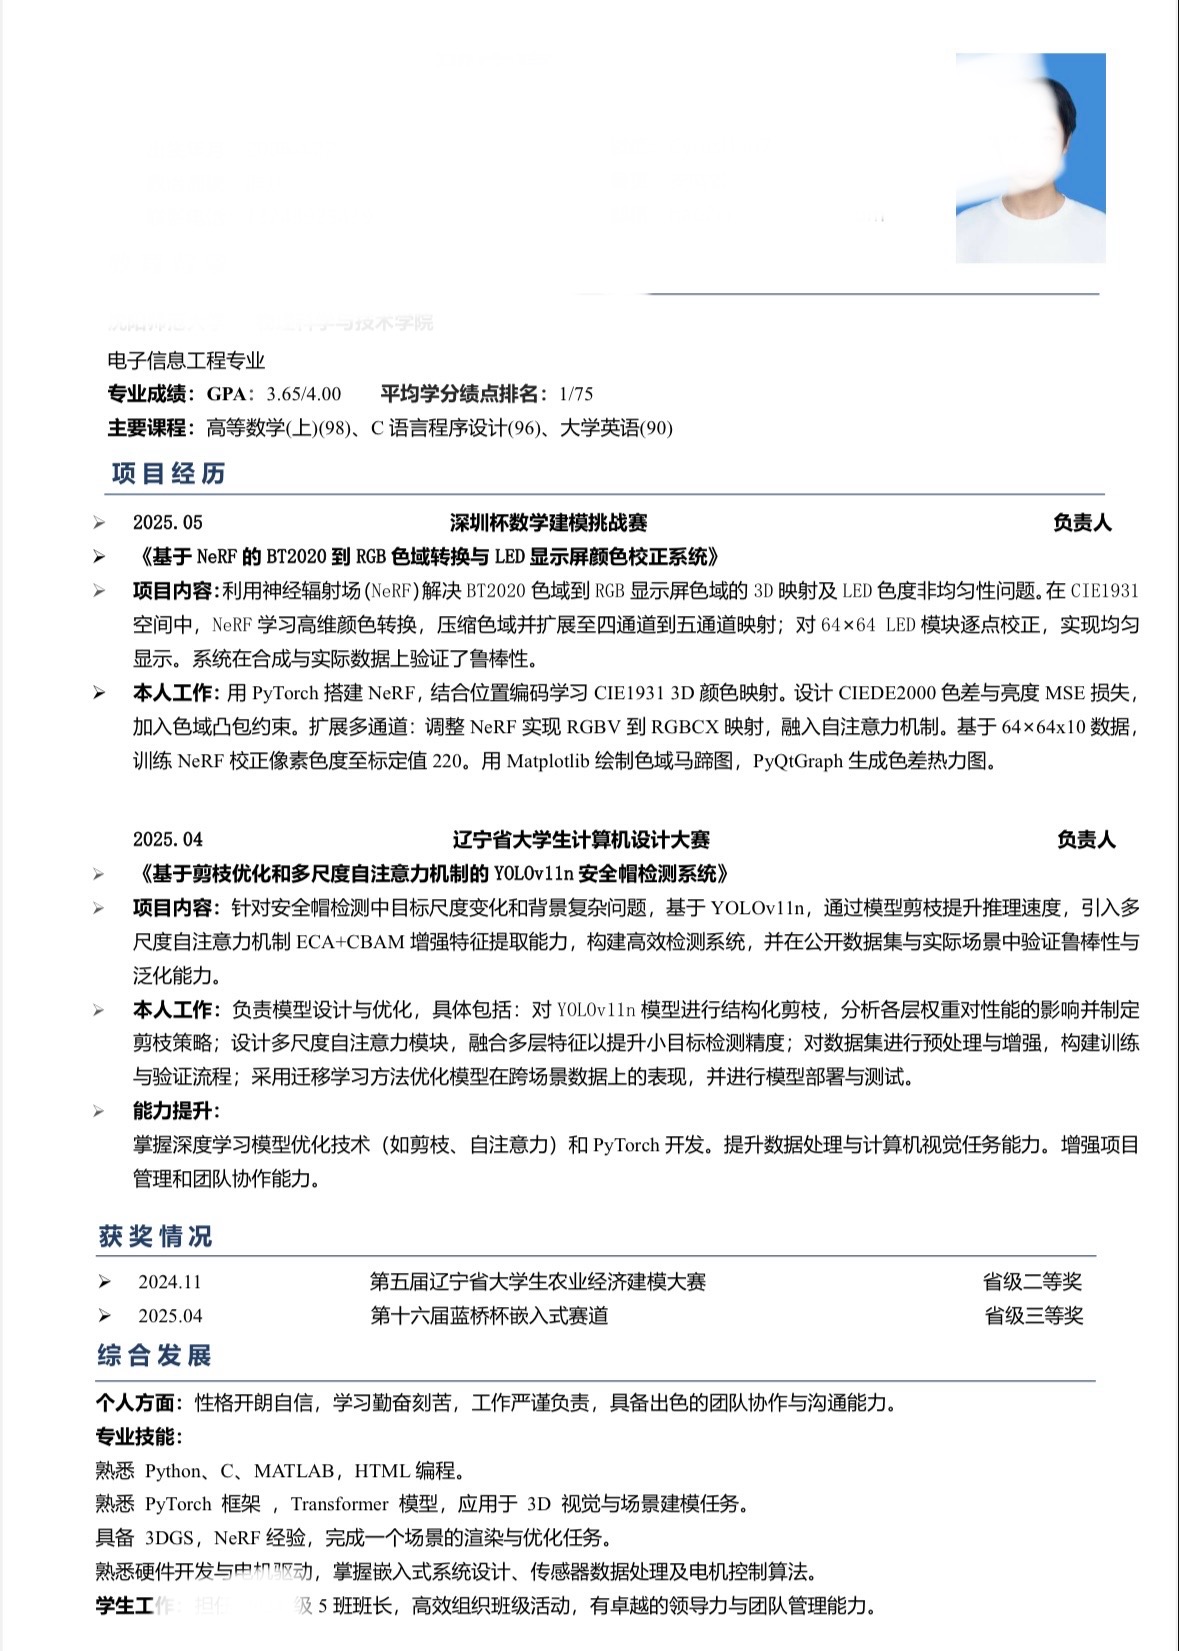 科学与技术学院
电子信息工程专业
专业成绩：GPA：3.65/4.00 平均学分绩点排名：1/75
主要课程：高等数学(上)(98)、C 语言程序设计(96)、大学英语(90)
项目经历
2025.05 深圳杯数学建模挑战赛 负责人
《基于 NeRF 的 BT2020 到 RGB 色域转换与 LED 显示屏颜色校正系统》
项目内容：利用神经辐射场(NeRF)解决 BT2020 色域到 RGB 显示屏色域的 3D 映射及 LED 色度非均匀性问题。在 CIE1931
空间中，NeRF 学习高维颜色转换，压缩色域并扩展至四通道到五通道映射；对 64×64 LED 模块逐点校正，实现均匀
显示。系统在合成与实际数据上验证了鲁棒性。
本人工作：用 PyTorch 搭建 NeRF，结合位置编码学习 CIE1931 3D 颜色映射。设计 CIEDE2000 色差与亮度 MSE 损失，
加入色域凸包约束。扩展多通道：调整 NeRF 实现 RGBV 到 RGBCX 映射，融入自注意力机制。基于 64×64x10 数据，
训练 NeRF 校正像素色度至标定值 220。用 Matplotlib 绘制色域马蹄图，PyQtGraph 生成色差热力图。
2025.04 辽宁省大学生计算机设计大赛 负责人
《基于剪枝优化和多尺度自注意力机制的 YOLOv11n 安全帽检测系统》
项目内容：针对安全帽检测中目标尺度变化和背景复杂问题，基于 YOLOv11n，通过模型剪枝提升推理速度，引入多
尺度自注意力机制 ECA+CBAM 增强特征提取能力，构建高效检测系统，并在公开数据集与实际场景中验证鲁棒性与
泛化能力。
本人工作：负责模型设计与优化，具体包括：对 YOLOv11n 模型进行结构化剪枝，分析各层权重对性能的影响并制定
剪枝策略；设计多尺度自注意力模块，融合多层特征以提升小目标检测精度；对数据集进行预处理与增强，构建训练
与验证流程；采用迁移学习方法优化模型在跨场景数据上的表现，并进行模型部署与测试。
能力提升：
掌握深度学习模型优化技术（如剪枝、自注意力）和 PyTorch 开发。提升数据处理与计算机视觉任务能力。增强项目
管理和团队协作能力。
获奖情况
2024.11 第五届辽宁省大学生农业经济建模大赛 省级二等奖
2025.04 第十六届蓝桥杯嵌入式赛道 省级三等奖
综合发展
个人方面：性格开朗自信，学习勤奋刻苦，工作严谨负责，具备出色的团队协作与沟通能力。
专业技能：
熟悉 Python、C、MATLAB，HTML 编程。
熟悉 PyTorch 框架 ，Transformer 模型，应用于 3D 视觉与场景建模任务。
具备 3DGS，NeRF 经验，完成一个场景的渲染与优化任务。
熟悉硬件开发与电机驱动，掌握嵌入式系统设计、传感器数据处理及电机控制算法。
学生工作：担任 级 5 班班长，高效组织班级活动，有卓越的领导力与团队管理能力。